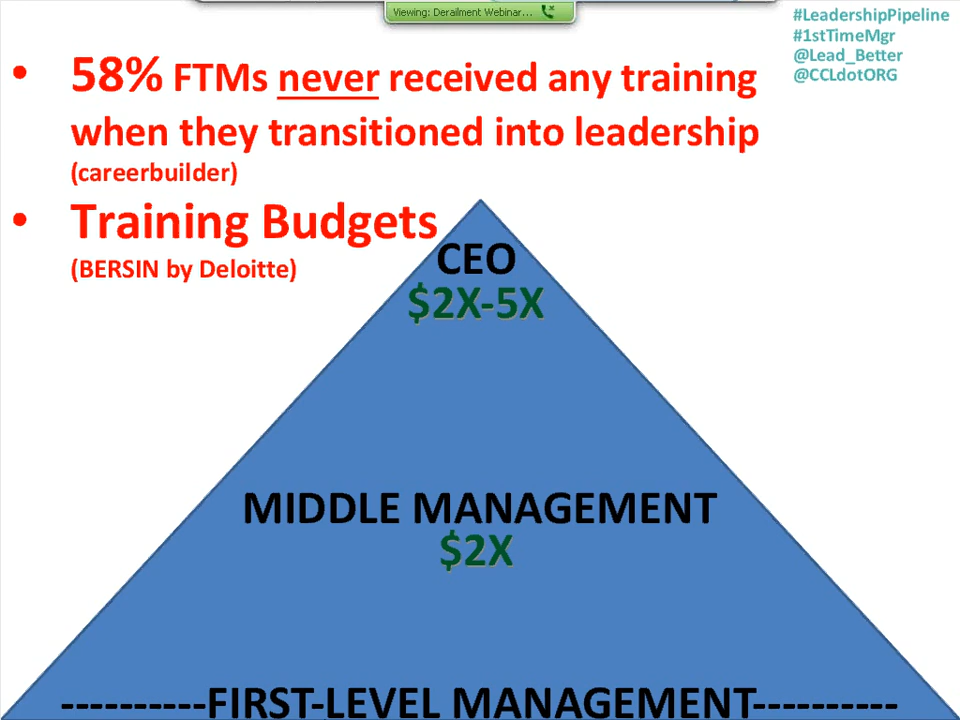 Viewing: Derailment Webinar...
#LeadershipPipeline
#1stTimeMgr
@Lead_Better
@CCLdotORG
• 58% FTMs never received any training
when they transitioned into leadership
(careerbuilder)
• Training Budgets
(BERSIN by Deloitte)
CEO
$2X-5X
MIDDLE MANAGEMENT
$2X
----------FIRST-LEVEL MANAGEMENT----------